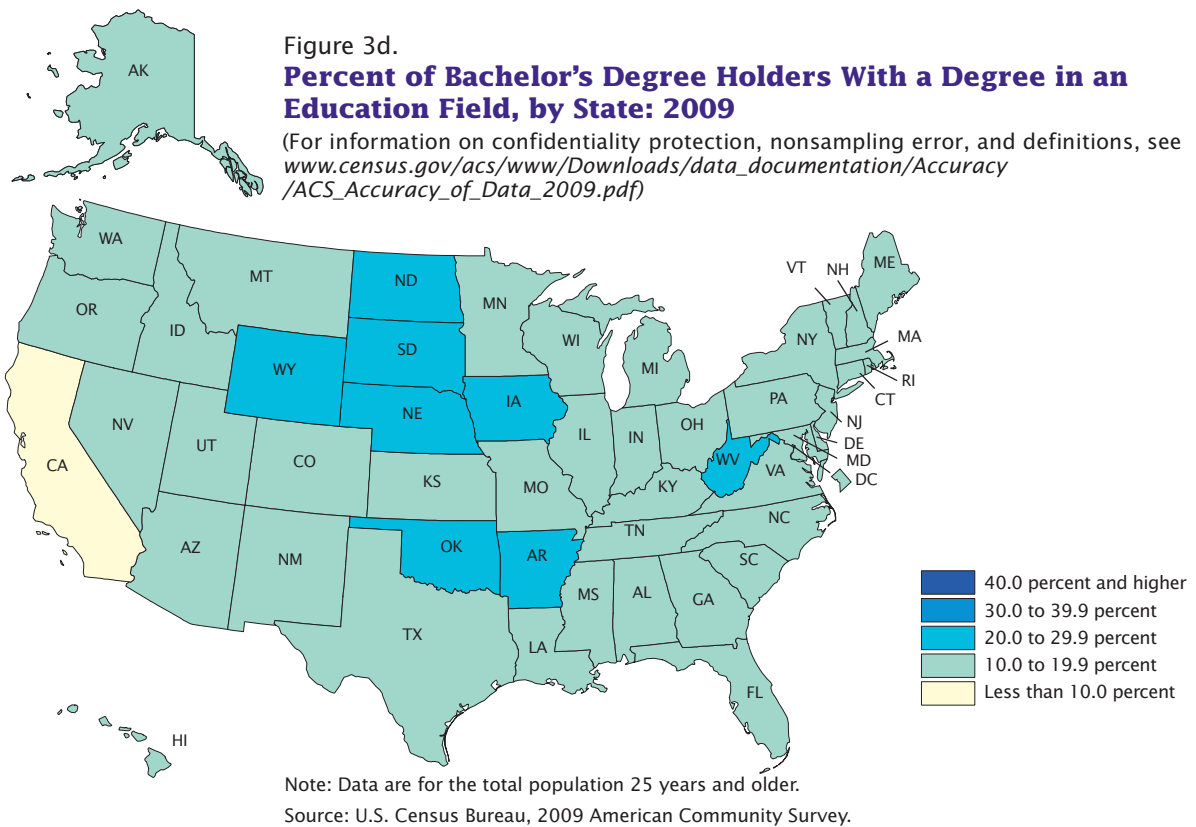 Figure 3d.
Percent of Bachelor's Degree Holders With a Degree in an
Education Field, by State: 2009
(For information on confidentiality protection, nonsampling error, and definitions, see
www.census.gov/acs/www/Downloads/data_documentation/Accuracy
/ACS_Accuracy_of_Data_2009.pdf)
AK
WA
MT
ND
MN
VT
NH
ME
OR
ID
WY
SD
WI
MI
NY
MA
RI
CT
NV
UT
CO
NE
IA
IL
IN
OH
PA
NJ
DE
MD
DC
CA
KS
MO
KY
WV
VA
AZ
NM
OK
AR
TN
NC
SC
TX
LA
MS
AL
GA
FL
HI
40.0 percent and higher
30.0 to 39.9 percent
20.0 to 29.9 percent
10.0 to 19.9 percent
Less than 10.0 percent
Note: Data are for the total population 25 years and older.
Source: U.S. Census Bureau, 2009 American Community Survey.